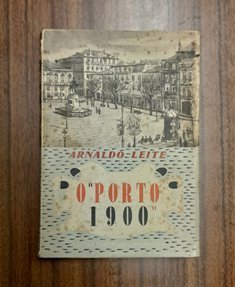 ARNALDO LEITE
O "PORTO
1900"